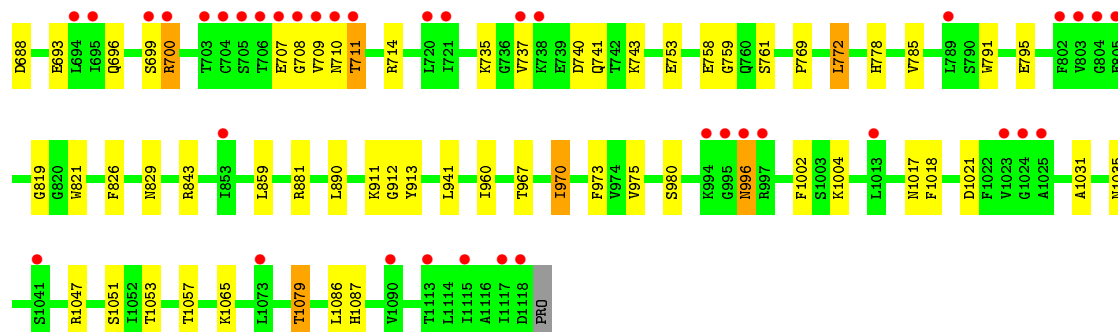 D688 E693 L694 I695 Q696 S699 R700 T703 C704 S705 T706 E707 G708 V709 N710 T711 R714 L720 I721 K735 G736 V737 K738 E739 D740 Q741 T742 K743 E753 E758 G759 Q760 S761 P769 L772 H778 V785 L789 S790 W791 E795 F802 V803 G804
G819 G820 W821 F826 N829 R843 I853 L859 R881 L890 K911 G912 Y913 L941 I960 T967 I970 F973 V974 V975 S980 K994 G995 N996 R997 F1002 S1003 K1004 L1013 N1017 F1018 D1021 F1022 V1023 G1024 A1025 A1031 N1035
S1041 R1047 S1051 I1052 T1053 T1057 K1065 L1073 T1079 L1086 H1087 V1090 T1113 L1114 I1115 A1116 I1117 D1118 PRO